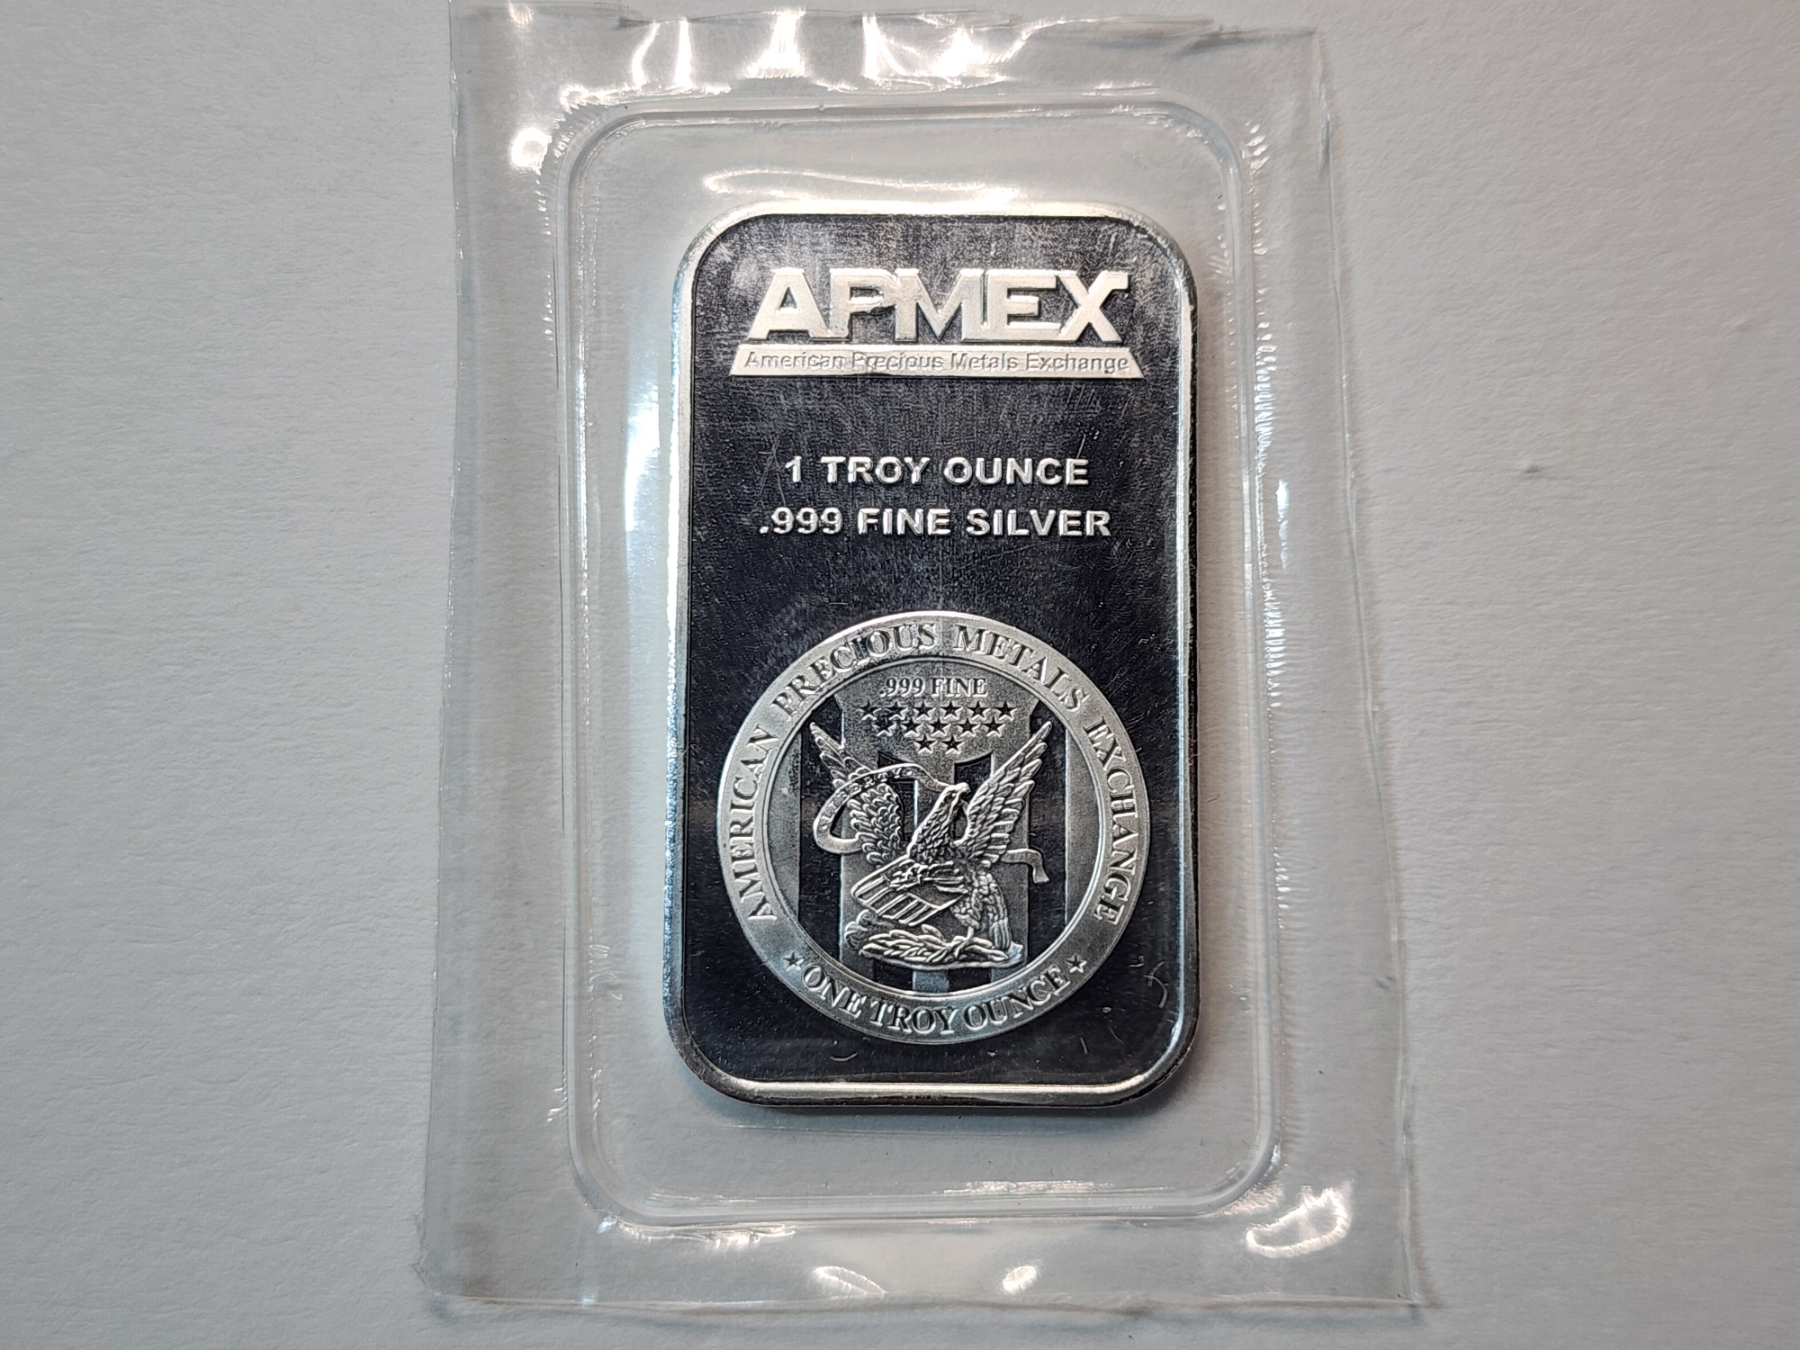 APMEX
American Precious Metals Exchange
1 TROY OUNCE
.999 FINE SILVER
AMERICAN PRECIOUS METALS EXCHANGE
.999 FINE
ONE TROY OUNCE